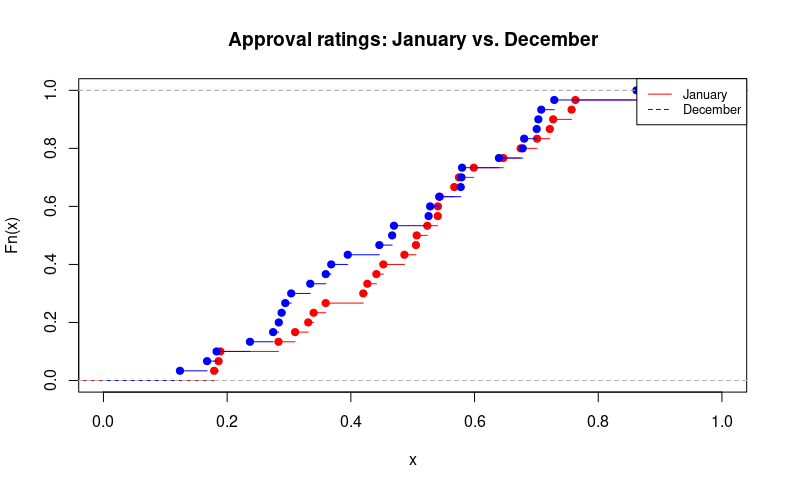 Approval ratings: January vs. December
Fn(x)
1.0
0.8
0.6
0.4
0.2
0.0
January
December
0.0 0.2 0.4 0.6 0.8 1.0
x